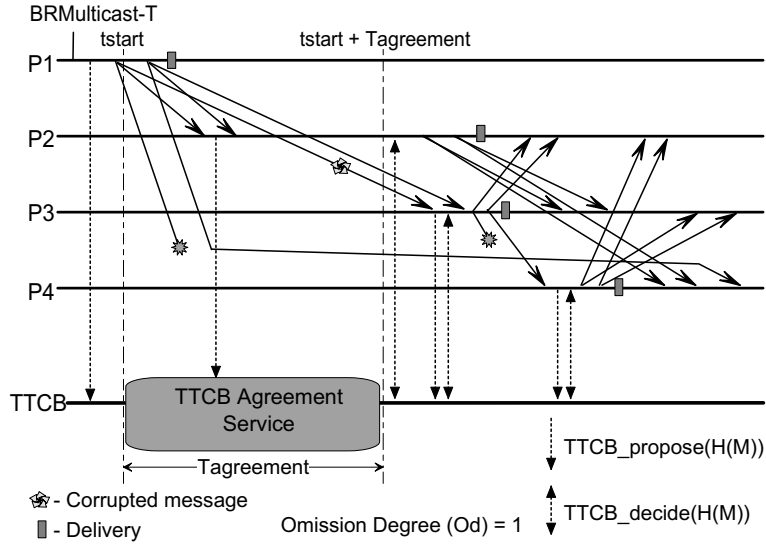 BRMulticast-T
tstart
tstart + Tagreement
P1
P2
P3
P4
TTCB
TTCB Agreement
Service
Tagreement
TTCB_propose(H(M))
TTCB_decide(H(M))
- Corrupted message
- Delivery
Omission Degree (Od) = 1